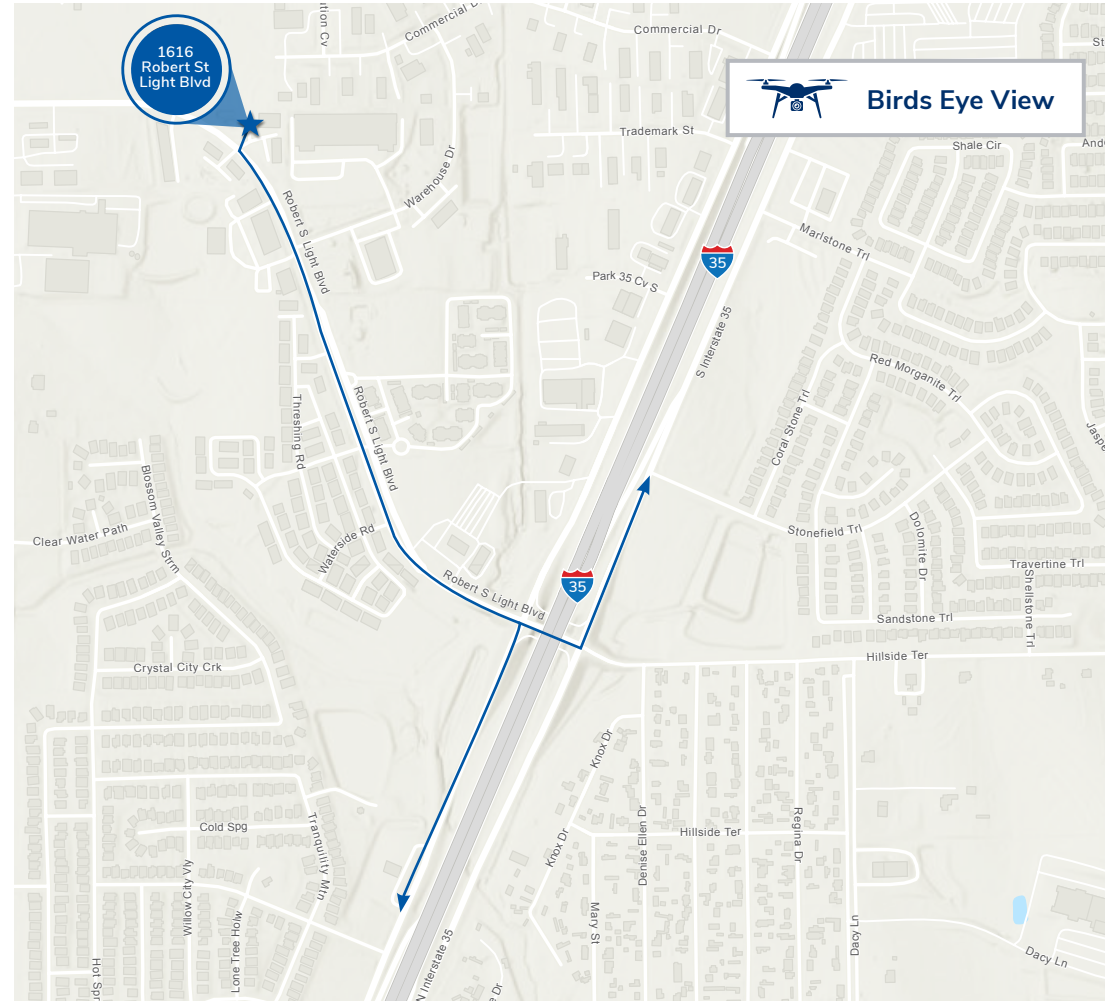 1616
Robert St
Light Blvd
Commercial Dr
Commercial Dr
Birds Eye View
Trademark St
Shale Cir
Warehouse Dr
Robert S Light Blvd
Marlstone Trl
35
Park 35 Cv S
S Interstate 35
Red Morganite Trl
Threshing Rd
Robert S Light Blvd
Coral Stone Trl
Blossom Valley Strm
Clear Water Path
Waterside Rd
Stonefield Trl
Dolomite Dr
Travertine Trl
35
Robert S Light Blvd
Shellstone Trl
Sandstone Trl
Hillside Ter
Crystal City Crk
Knox Dr
Cold Spg
Tranquility Mtn
Knox Dr
Denise Ellen Dr
Hillside Ter
Regina Dr
Willow City Vly
Lone Tree Holw
Mary St
Dacy Ln
Dacy Ln
N Interstate 35
Hot Spr